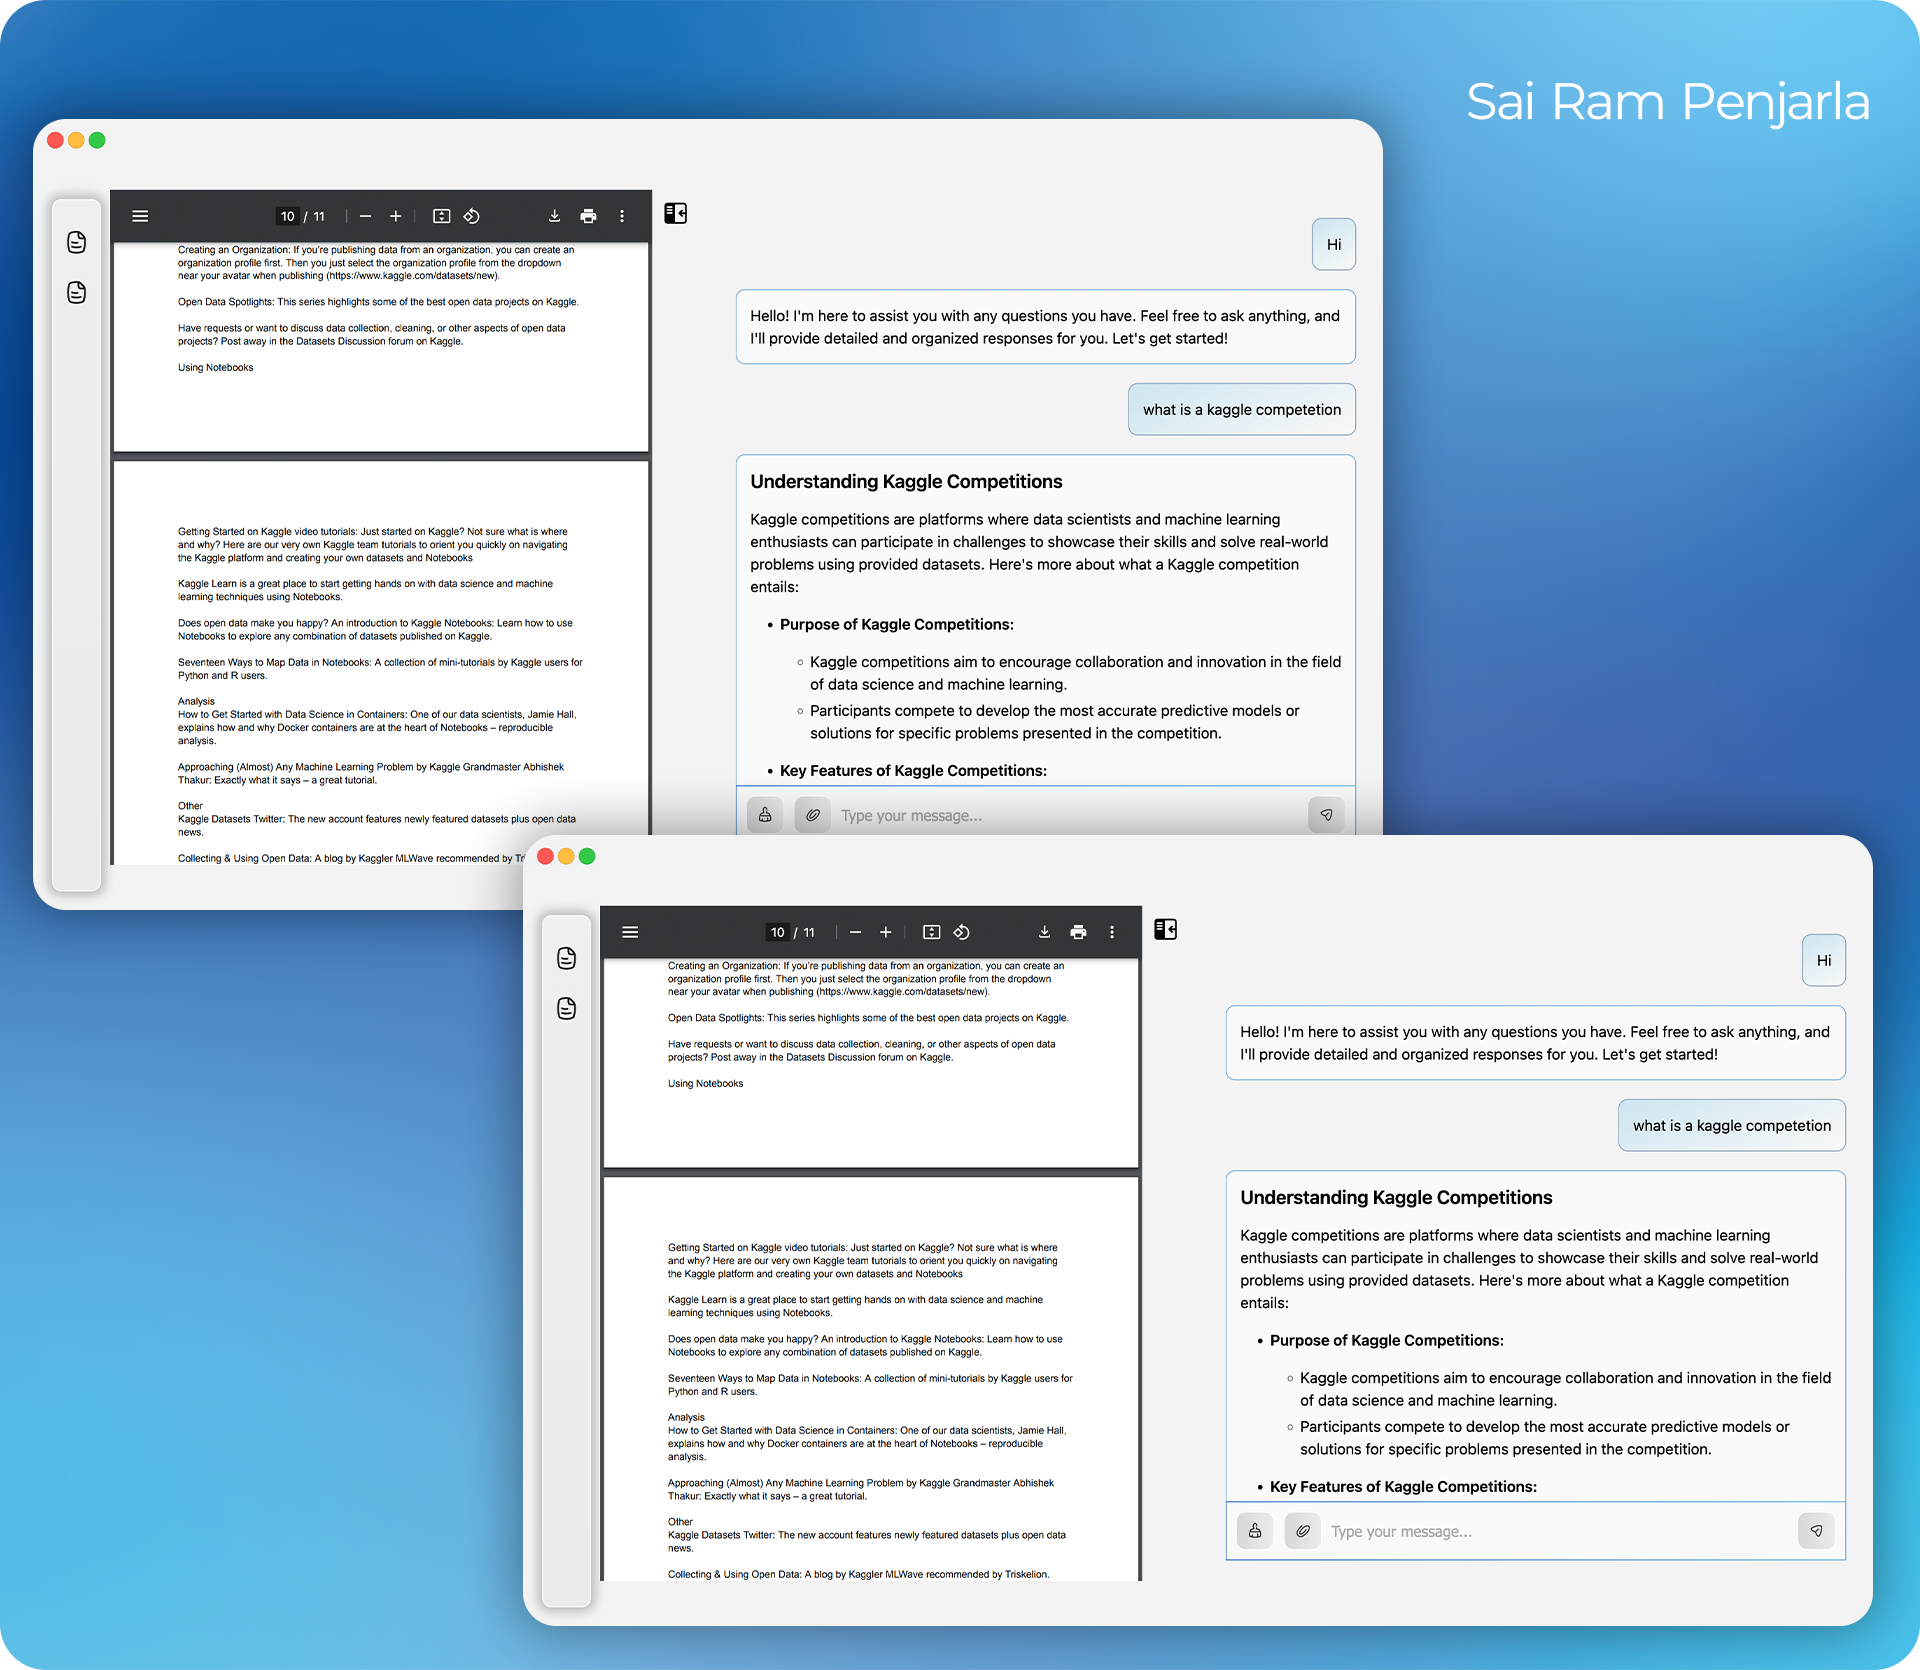 Sai Ram Penjarla
10 / 11
Creating an Organization: If you're publishing data from an organization, you can create an
organization profile first. Then you just select the organization profile from the dropdown
near your avatar when publishing (https://www.kaggle.com/datasets/new).
Open Data Spotlights: This series highlights some of the best open data projects on Kaggle.
Have requests or want to discuss data collection, cleaning, or other aspects of open data
projects? Post away in the Datasets Discussion forum on Kaggle.
Using Notebooks
Getting Started on Kaggle video tutorials: Just started on Kaggle? Not sure what is where
and why? Here are our very own Kaggle team tutorials to orient you quickly on navigating
the Kaggle platform and creating your own datasets and Notebooks
Kaggle Learn is a great place to start getting hands on with data science and machine
learning techniques using Notebooks.
Does open data make you happy? An introduction to Kaggle Notebooks: Learn how to use
Notebooks to explore any combination of datasets published on Kaggle.
Seventeen Ways to Map Data in Notebooks: A collection of mini-tutorials by Kaggle users for
Python and R users.
Analysis
How to Get Started with Data Science in Containers: One of our data scientists, Jamie Hall,
explains how and why Docker containers are at the heart of Notebooks – reproducible
analysis.
Approaching (Almost) Any Machine Learning Problem by Kaggle Grandmaster Abhishek
Thakur: Exactly what it says – a great tutorial.
Other
Kaggle Datasets Twitter: The new account features newly featured datasets plus open data
news.
Collecting & Using Open Data: A blog by Kaggler MLWave recommended by Tri
Hi
Hello! I'm here to assist you with any questions you have. Feel free to ask anything, and
I'll provide detailed and organized responses for you. Let's get started!
what is a kaggle competetion
Understanding Kaggle Competitions
Kaggle competitions are platforms where data scientists and machine learning
enthusiasts can participate in challenges to showcase their skills and solve real-world
problems using provided datasets. Here's more about what a Kaggle competition
entails:
• Purpose of Kaggle Competitions:
◦ Kaggle competitions aim to encourage collaboration and innovation in the field
of data science and machine learning.
◦ Participants compete to develop the most accurate predictive models or
solutions for specific problems presented in the competition.
• Key Features of Kaggle Competitions:
Type your message...
10 / 11
Creating an Organization: If you're publishing data from an organization, you can create an
organization profile first. Then you just select the organization profile from the dropdown
near your avatar when publishing (https://www.kaggle.com/datasets/new).
Open Data Spotlights: This series highlights some of the best open data projects on Kaggle.
Have requests or want to discuss data collection, cleaning, or other aspects of open data
projects? Post away in the Datasets Discussion forum on Kaggle.
Using Notebooks
Getting Started on Kaggle video tutorials: Just started on Kaggle? Not sure what is where
and why? Here are our very own Kaggle team tutorials to orient you quickly on navigating
the Kaggle platform and creating your own datasets and Notebooks
Kaggle Learn is a great place to start getting hands on with data science and machine
learning techniques using Notebooks.
Does open data make you happy? An introduction to Kaggle Notebooks: Learn how to use
Notebooks to explore any combination of datasets published on Kaggle.
Seventeen Ways to Map Data in Notebooks: A collection of mini-tutorials by Kaggle users for
Python and R users.
Analysis
How to Get Started with Data Science in Containers: One of our data scientists, Jamie Hall,
explains how and why Docker containers are at the heart of Notebooks – reproducible
analysis.
Approaching (Almost) Any Machine Learning Problem by Kaggle Grandmaster Abhishek
Thakur: Exactly what it says – a great tutorial.
Other
Kaggle Datasets Twitter: The new account features newly featured datasets plus open data
news.
Collecting & Using Open Data: A blog by Kaggler MLWave recommended by Triskelion.
Hi
Hello! I'm here to assist you with any questions you have. Feel free to ask anything, and
I'll provide detailed and organized responses for you. Let's get started!
what is a kaggle competetion
Understanding Kaggle Competitions
Kaggle competitions are platforms where data scientists and machine learning
enthusiasts can participate in challenges to showcase their skills and solve real-world
problems using provided datasets. Here's more about what a Kaggle competition
entails:
• Purpose of Kaggle Competitions:
◦ Kaggle competitions aim to encourage collaboration and innovation in the field
of data science and machine learning.
◦ Participants compete to develop the most accurate predictive models or
solutions for specific problems presented in the competition.
• Key Features of Kaggle Competitions:
Type your message...